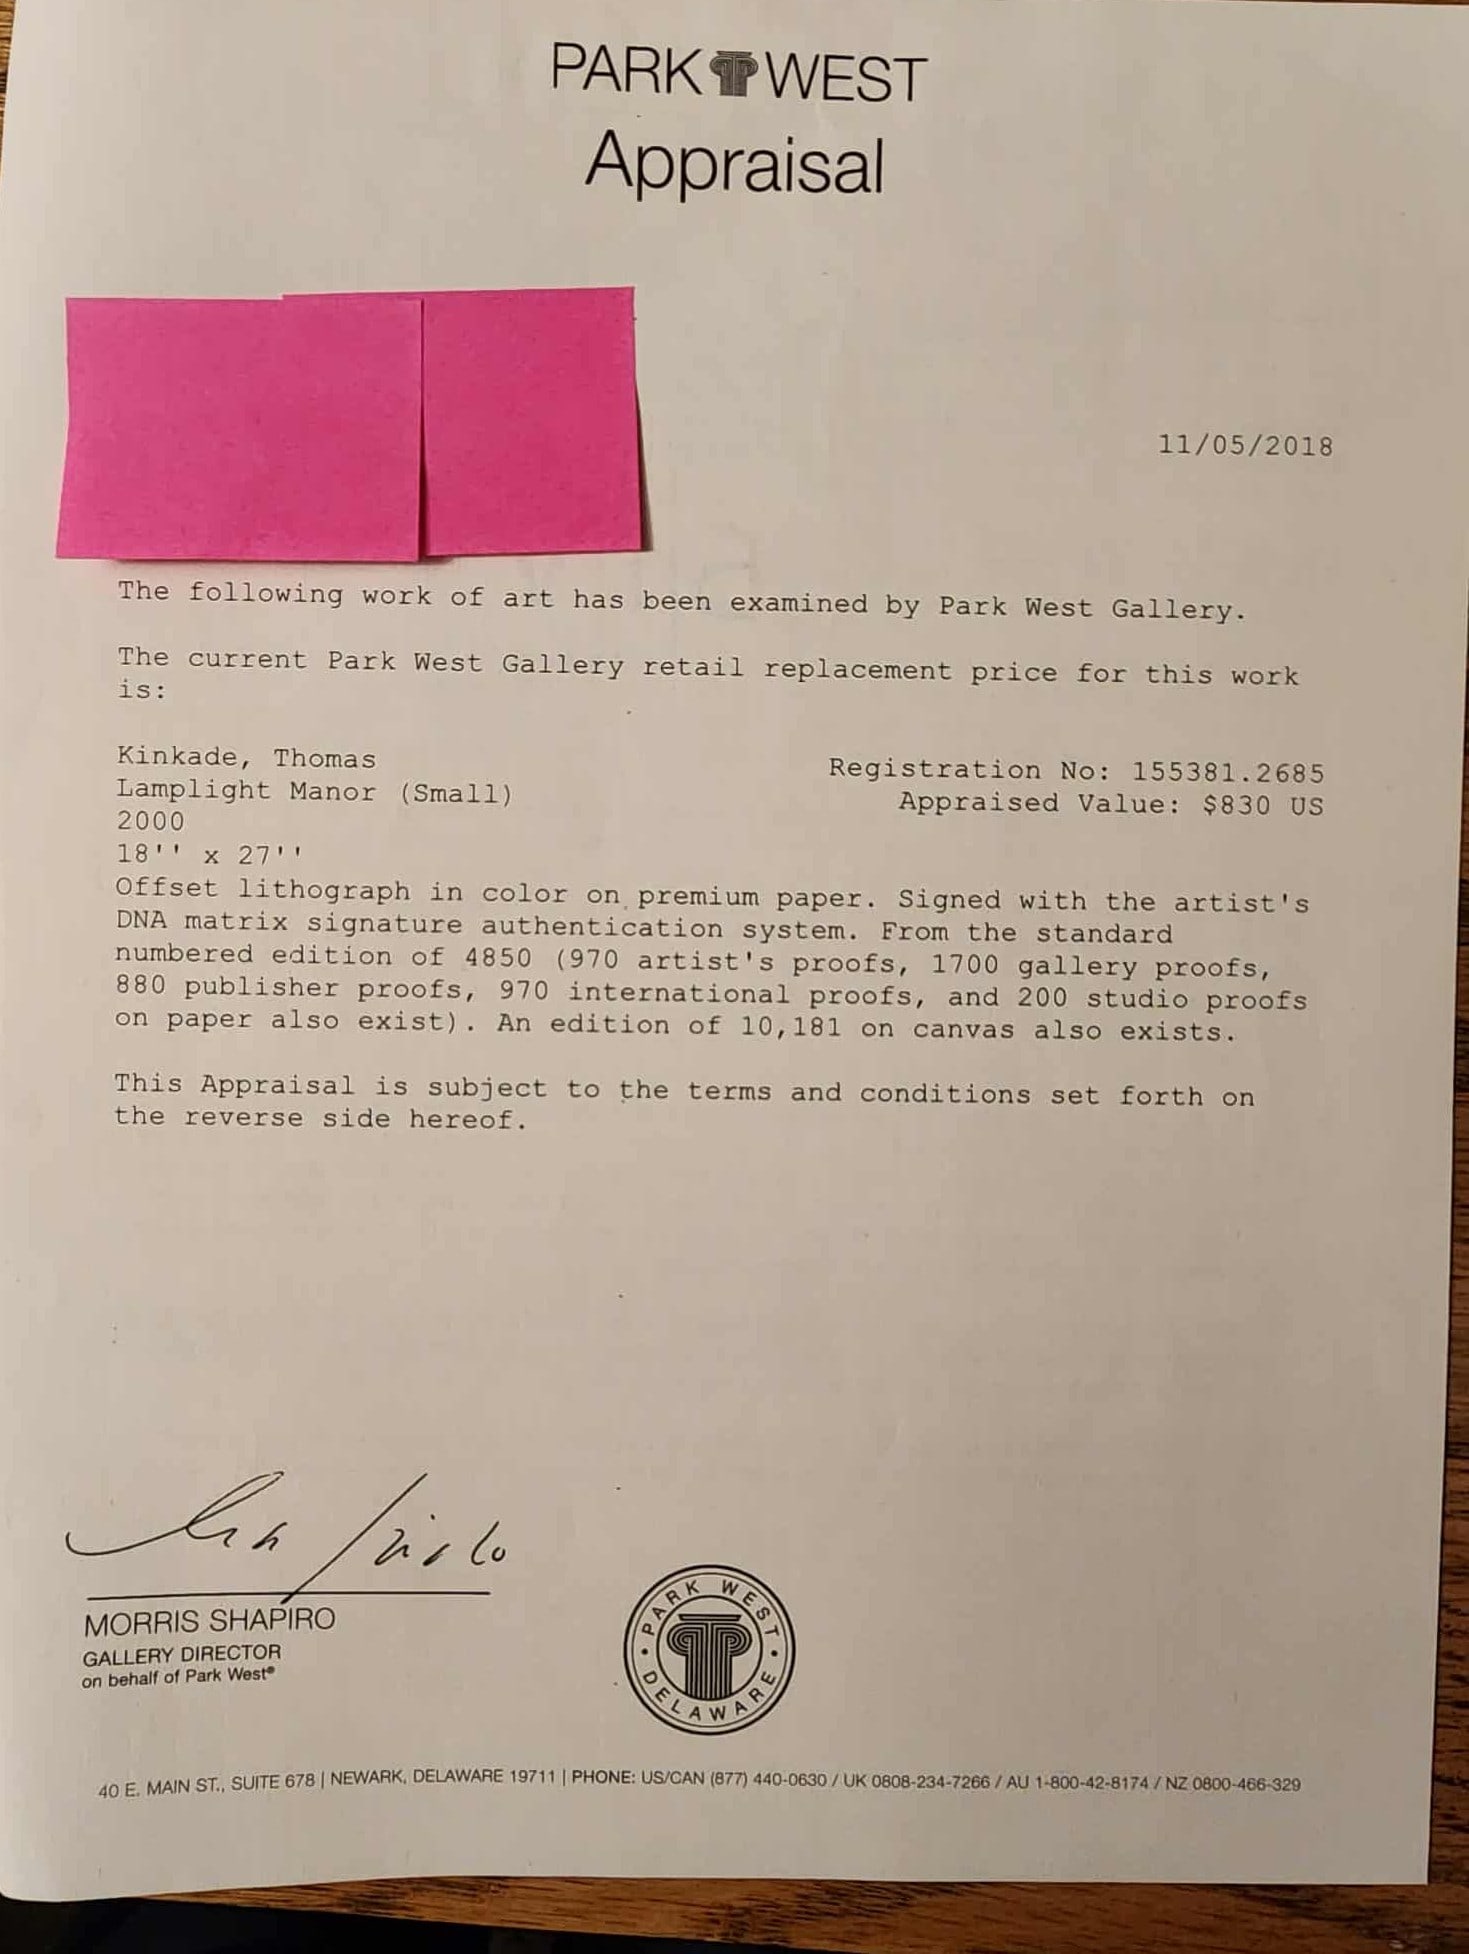 PARK WEST
Appraisal
11/05/2018
The following work of art has been examined by Park West Gallery.
The current Park West Gallery retail replacement price for this work
is:
Kinkade, Thomas
Lamplight Manor (Small)
2000
18'' x 27''
Registration No: 155381.2685
Appraised Value: $830 US
Offset lithograph in color on premium paper. Signed with the artist's
DNA matrix signature authentication system. From the standard
numbered edition of 4850 (970 artist's proofs, 1700 gallery proofs,
880 publisher proofs, 970 international proofs, and 200 studio proofs
on paper also exist). An edition of 10,181 on canvas also exists.
This Appraisal is subject to the terms and conditions set forth on
the reverse side hereof.
MORRIS SHAPIRO
GALLERY DIRECTOR
on behalf of Park West®
PARK WEST
DELAWARE
40 E. MAIN ST., SUITE 678 | NEWARK, DELAWARE 19711 | PHONE: US/CAN (877) 440-0630 / UK 0808-234-7266 / AU 1-800-42-8174 / NZ 0800-466-329